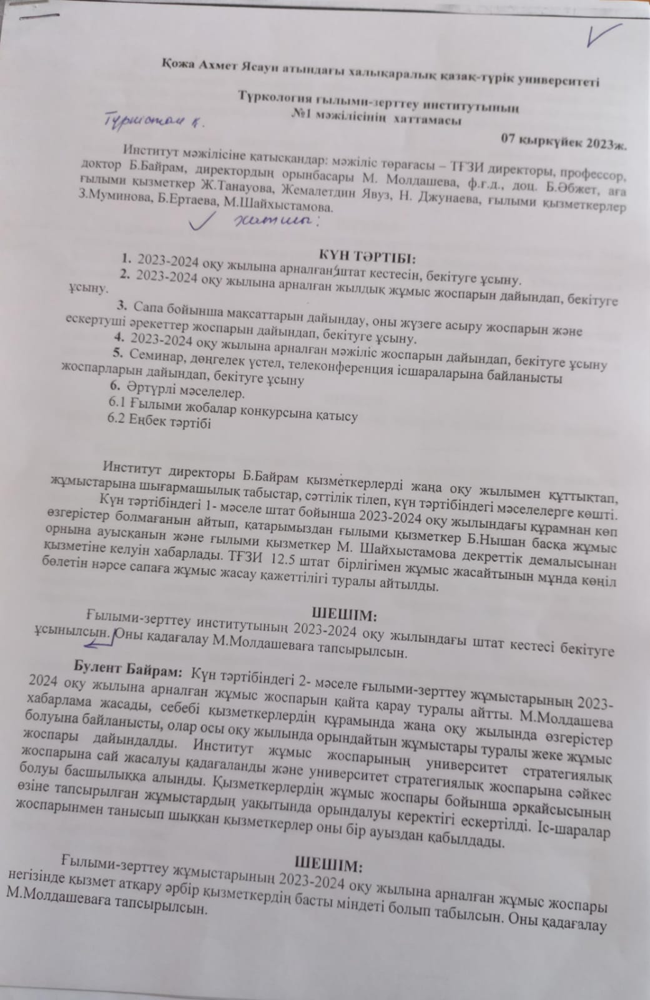 Қожа Ахмет Ясауи атындағы халықаралық қазақ-түрік университеті
Түркология ғылыми-зерттеу институтының
№1 мәжілісінің хаттамасы
Түркістан қ.
07 қыркүйек 2023ж.
Институт мәжілісіне қатысқандар: мәжіліс төрағасы – ТҒЗИ директоры, профессор,
доктор Б.Байрам, директордың орынбасары М. Молдашева, ф.ғ.д., доц. Б.Әбжет, аға
ғылыми қызметкер Ж.Танауова, Жемалетдин Явуз, Н. Джунаева, ғылыми қызметкерлер
З.Муминова, Б.Ертаева, М.Шайхыстамова.
хатшы:
КҮН ТӘРТІБІ:
1. 2023-2024 оқу жылына арналған штат кестесін, бекітуге ұсыну.
2. 2023-2024 оқу жылына арналған жылдық жұмыс жоспарын дайындап, бекітуге
ұсыну.
3. Сапа бойынша мақсаттарын дайындау, оны жүзеге асыру жоспарын және
ескертуші әрекеттер жоспарын дайындап, бекітуге ұсыну.
4. 2023-2024 оқу жылына арналған мәжіліс жоспарын дайындап, бекітуге ұсыну
5. Семинар, дөңгелек үстел, телеконференция ісшараларына байланысты
жоспарларын дайындап, бекітуге ұсыну
6. Әртүрлі мәселелер.
6.1 Ғылыми жобалар конкурсына қатысу
6.2 Еңбек тәртібі
Институт директоры Б.Байрам қызметкерлерді жаңа оқу жылымен құттықтап,
жұмыстарына шығармашылық табыстар, сәттілік тілеп, күн тәртібіндегі мәселелерге көшті.
Күн тәртібіндегі 1- мәселе штат бойынша 2023-2024 оқу жылындағы құрамнан көп
өзгерістер болмағанын айтып, қатарымыздан ғылыми қызметкер Б.Нышан басқа жұмыс
орнына ауысқанын және ғылыми қызметкер М. Шайхыстамова декреттік демалысынан
қызметіне келуін хабарлады. ТҒЗИ 12.5 штат бірлігімен жұмыс жасайтынын мұнда көңіл
бөлетін нәрсе сапаға жұмыс жасау қажеттілігі туралы айтылды.
ШЕШІМ:
Ғылыми-зерттеу институтының 2023-2024 оқу жылындағы штат кестесі бекітуге
ұсынылсын. Оны қадағалау М.Молдашеваға тапсырылсын.
Булент Байрам: Күн тәртібіндегі 2- мәселе ғылыми-зерттеу жұмыстарының 2023-
2024 оқу жылына арналған жұмыс жоспарын қайта қарау туралы айтты. М.Молдашева
хабарлама жасады, себебі қызметкерлердің құрамында жаңа оқу жылында өзгерістер
болуына байланысты, олар осы оқу жылында орындайтын жұмыстары туралы жеке жұмыс
жоспары дайындалды. Институт жұмыс жоспарының университет стратегиялық
жоспарына сай жасалуы қадағаланды және университет стратегиялық жоспарына сәйкес
болуы басшылыққа алынды. Қызметкерлердің жұмыс жоспары бойынша әрқайсысының
өзіне тапсырылған жұмыстардың уақытында орындалуы керектігі ескертілді. Іс-шаралар
жоспарынмен танысып шыққан қызметкерлер оны бір ауыздан қабылдады.
ШЕШІМ:
Ғылыми-зерттеу жұмыстарының 2023-2024 оқу жылына арналған жұмыс жоспары
негізінде қызмет атқару әрбір қызметкердің басты міндеті болып табылсын. Оны қадағалау
М.Молдашеваға тапсырылсын.